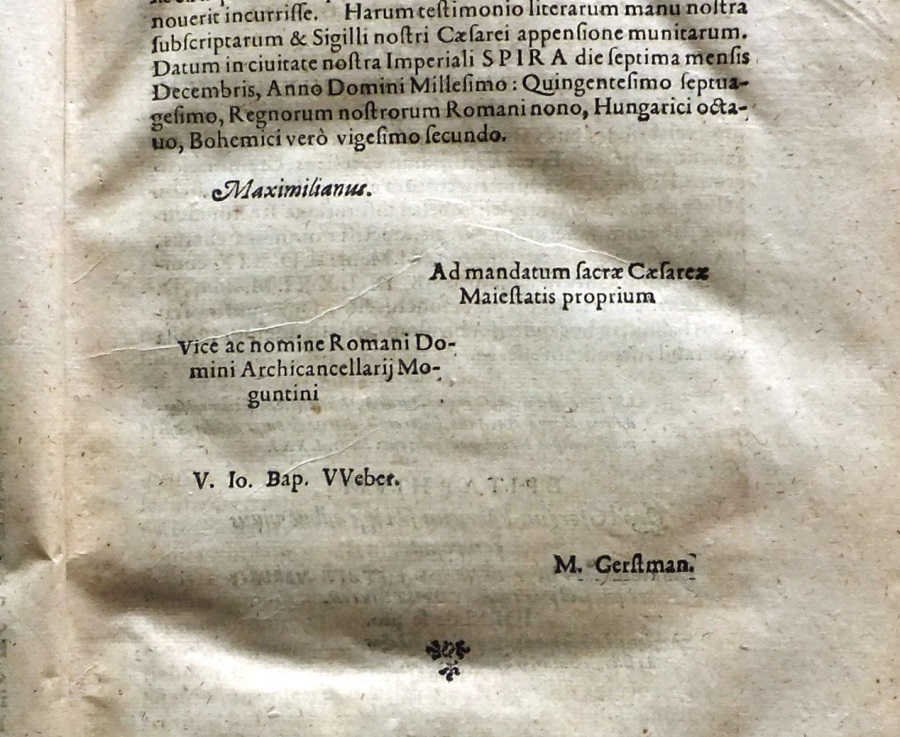 nouerit incurrisse. Harum testimonio literarum manu nostra
subscriptarum & Sigilli nostri Cæsarei appensione munitarum.
Datum in ciuitate nostra Imperiali SPIRA die septima mensis
Decembris, Anno Domini Millesimo: Quingentesimo septua-
gesimo, Regnorum nostrorum Romani nono, Hungarici octa-
uo, Bohemici verò vigesimo secundo.
Maximilianus.
Ad mandatum sacræ Cæsareæ
Maiestatis proprium
Vice ac nomine Romani Do-
mini Archicancellarij Mo-
guntini
V. Io. Bap. VVeber.
M. Gerstman.